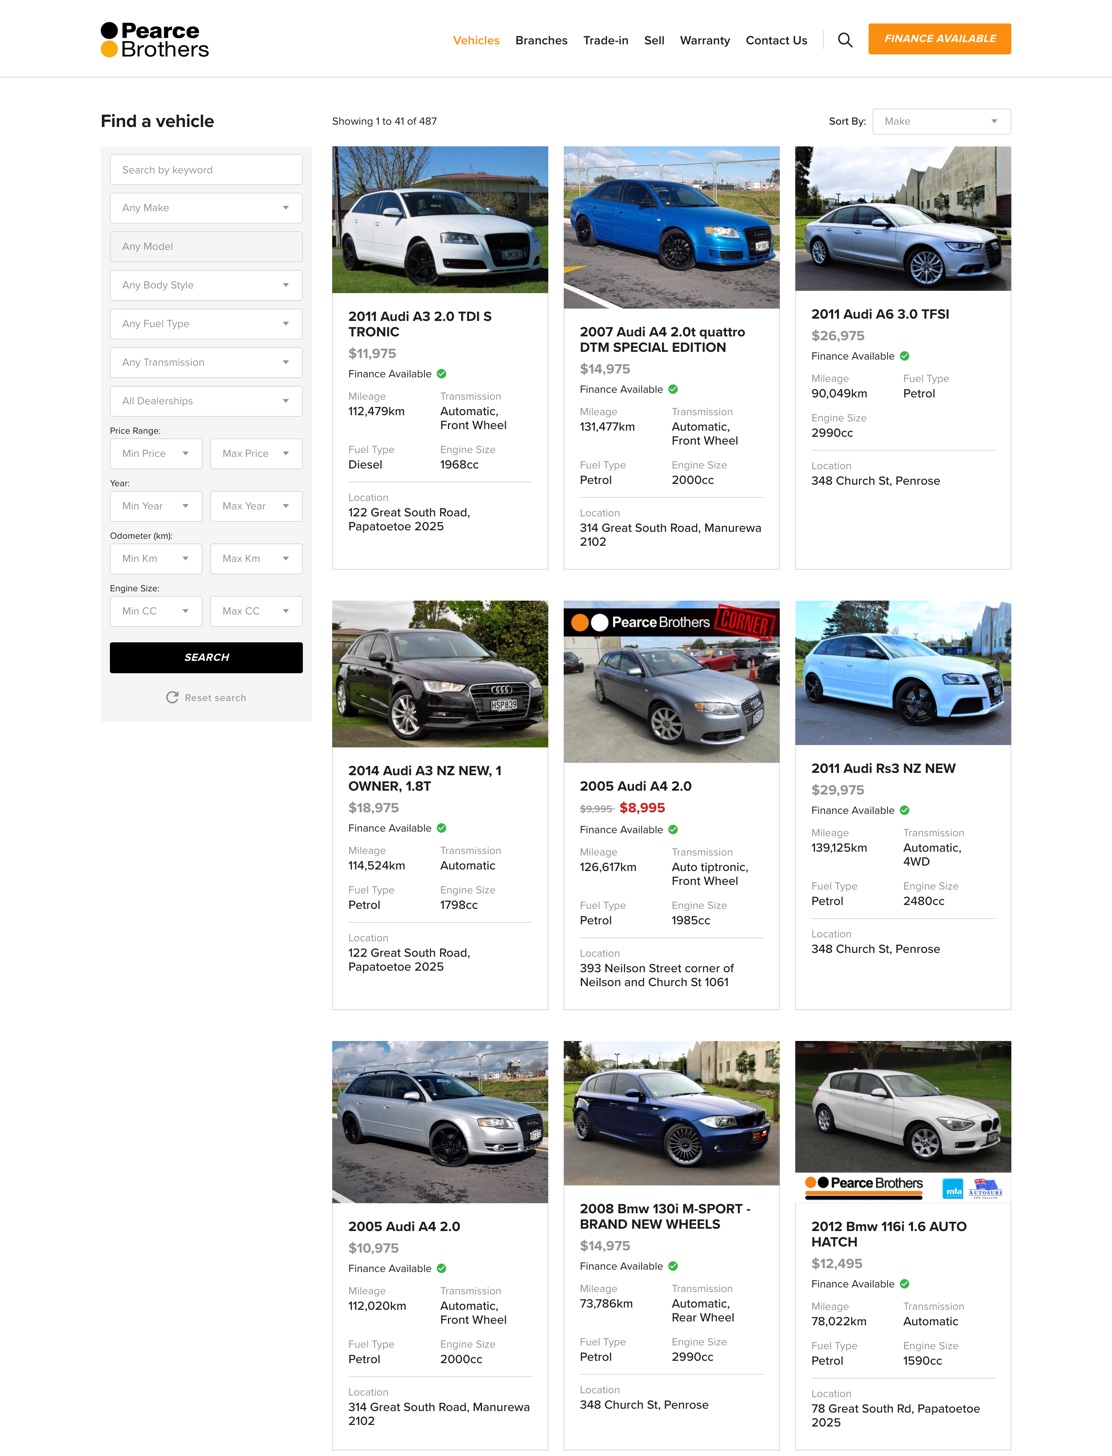 Pearce
Brothers
Vehicles Branches Trade-in Sell Warranty Contact Us
FINANCE AVAILABLE
Find a vehicle
Search by keyword
Any Make
Any Model
Any Body Style
Any Fuel Type
Any Transmission
All Dealerships
Price Range:
Min Price Max Price
Year:
Min Year Max Year
Odometer (km):
Min Km Max Km
Engine Size:
Min CC Max CC
SEARCH
Reset search
Showing 1 to 41 of 487
Sort By: Make
2011 Audi A3 2.0 TDI S
TRONIC
$11,975
Finance Available
Mileage Transmission
112,479km Automatic,
Front Wheel
Fuel Type Engine Size
Diesel 1968cc
Location
122 Great South Road,
Papatoetoe 2025
2007 Audi A4 2.0t quattro
DTM SPECIAL EDITION
$14,975
Finance Available
Mileage Transmission
131,477km Automatic,
Front Wheel
Fuel Type Engine Size
Petrol 2000cc
Location
314 Great South Road, Manurewa
2102
2011 Audi A6 3.0 TFSI
$26,975
Finance Available
Mileage Fuel Type
90,049km Petrol
Engine Size
2990cc
Location
348 Church St, Penrose
HSP839
2014 Audi A3 NZ NEW, 1
OWNER, 1.8T
$18,975
Finance Available
Mileage Transmission
114,524km Automatic
Fuel Type Engine Size
Petrol 1798cc
Location
122 Great South Road,
Papatoetoe 2025
Pearce Brothers CORNER
2005 Audi A4 2.0
$9,995 $8,995
Finance Available
Mileage Transmission
126,617km Auto tiptronic,
Front Wheel
Fuel Type Engine Size
Petrol 1985cc
Location
393 Neilson Street corner of
Neilson and Church St 1061
2011 Audi Rs3 NZ NEW
$29,975
Finance Available
Mileage Transmission
139,125km Automatic,
4WD
Fuel Type Engine Size
Petrol 2480cc
Location
348 Church St, Penrose
2005 Audi A4 2.0
$10,975
Finance Available
Mileage Transmission
112,020km Automatic,
Front Wheel
Fuel Type Engine Size
Petrol 2000cc
Location
314 Great South Road, Manurewa
2102
2008 Bmw 130i M-SPORT -
BRAND NEW WHEELS
$14,975
Finance Available
Mileage Transmission
73,786km Automatic,
Rear Wheel
Fuel Type Engine Size
Petrol 2990cc
Location
348 Church St, Penrose
Pearce Brothers mta AUTOSURE
2012 Bmw 116i 1.6 AUTO
HATCH
$12,495
Finance Available
Mileage Transmission
78,022km Automatic
Fuel Type Engine Size
Petrol 1590cc
Location
78 Great South Rd, Papatoetoe
2025